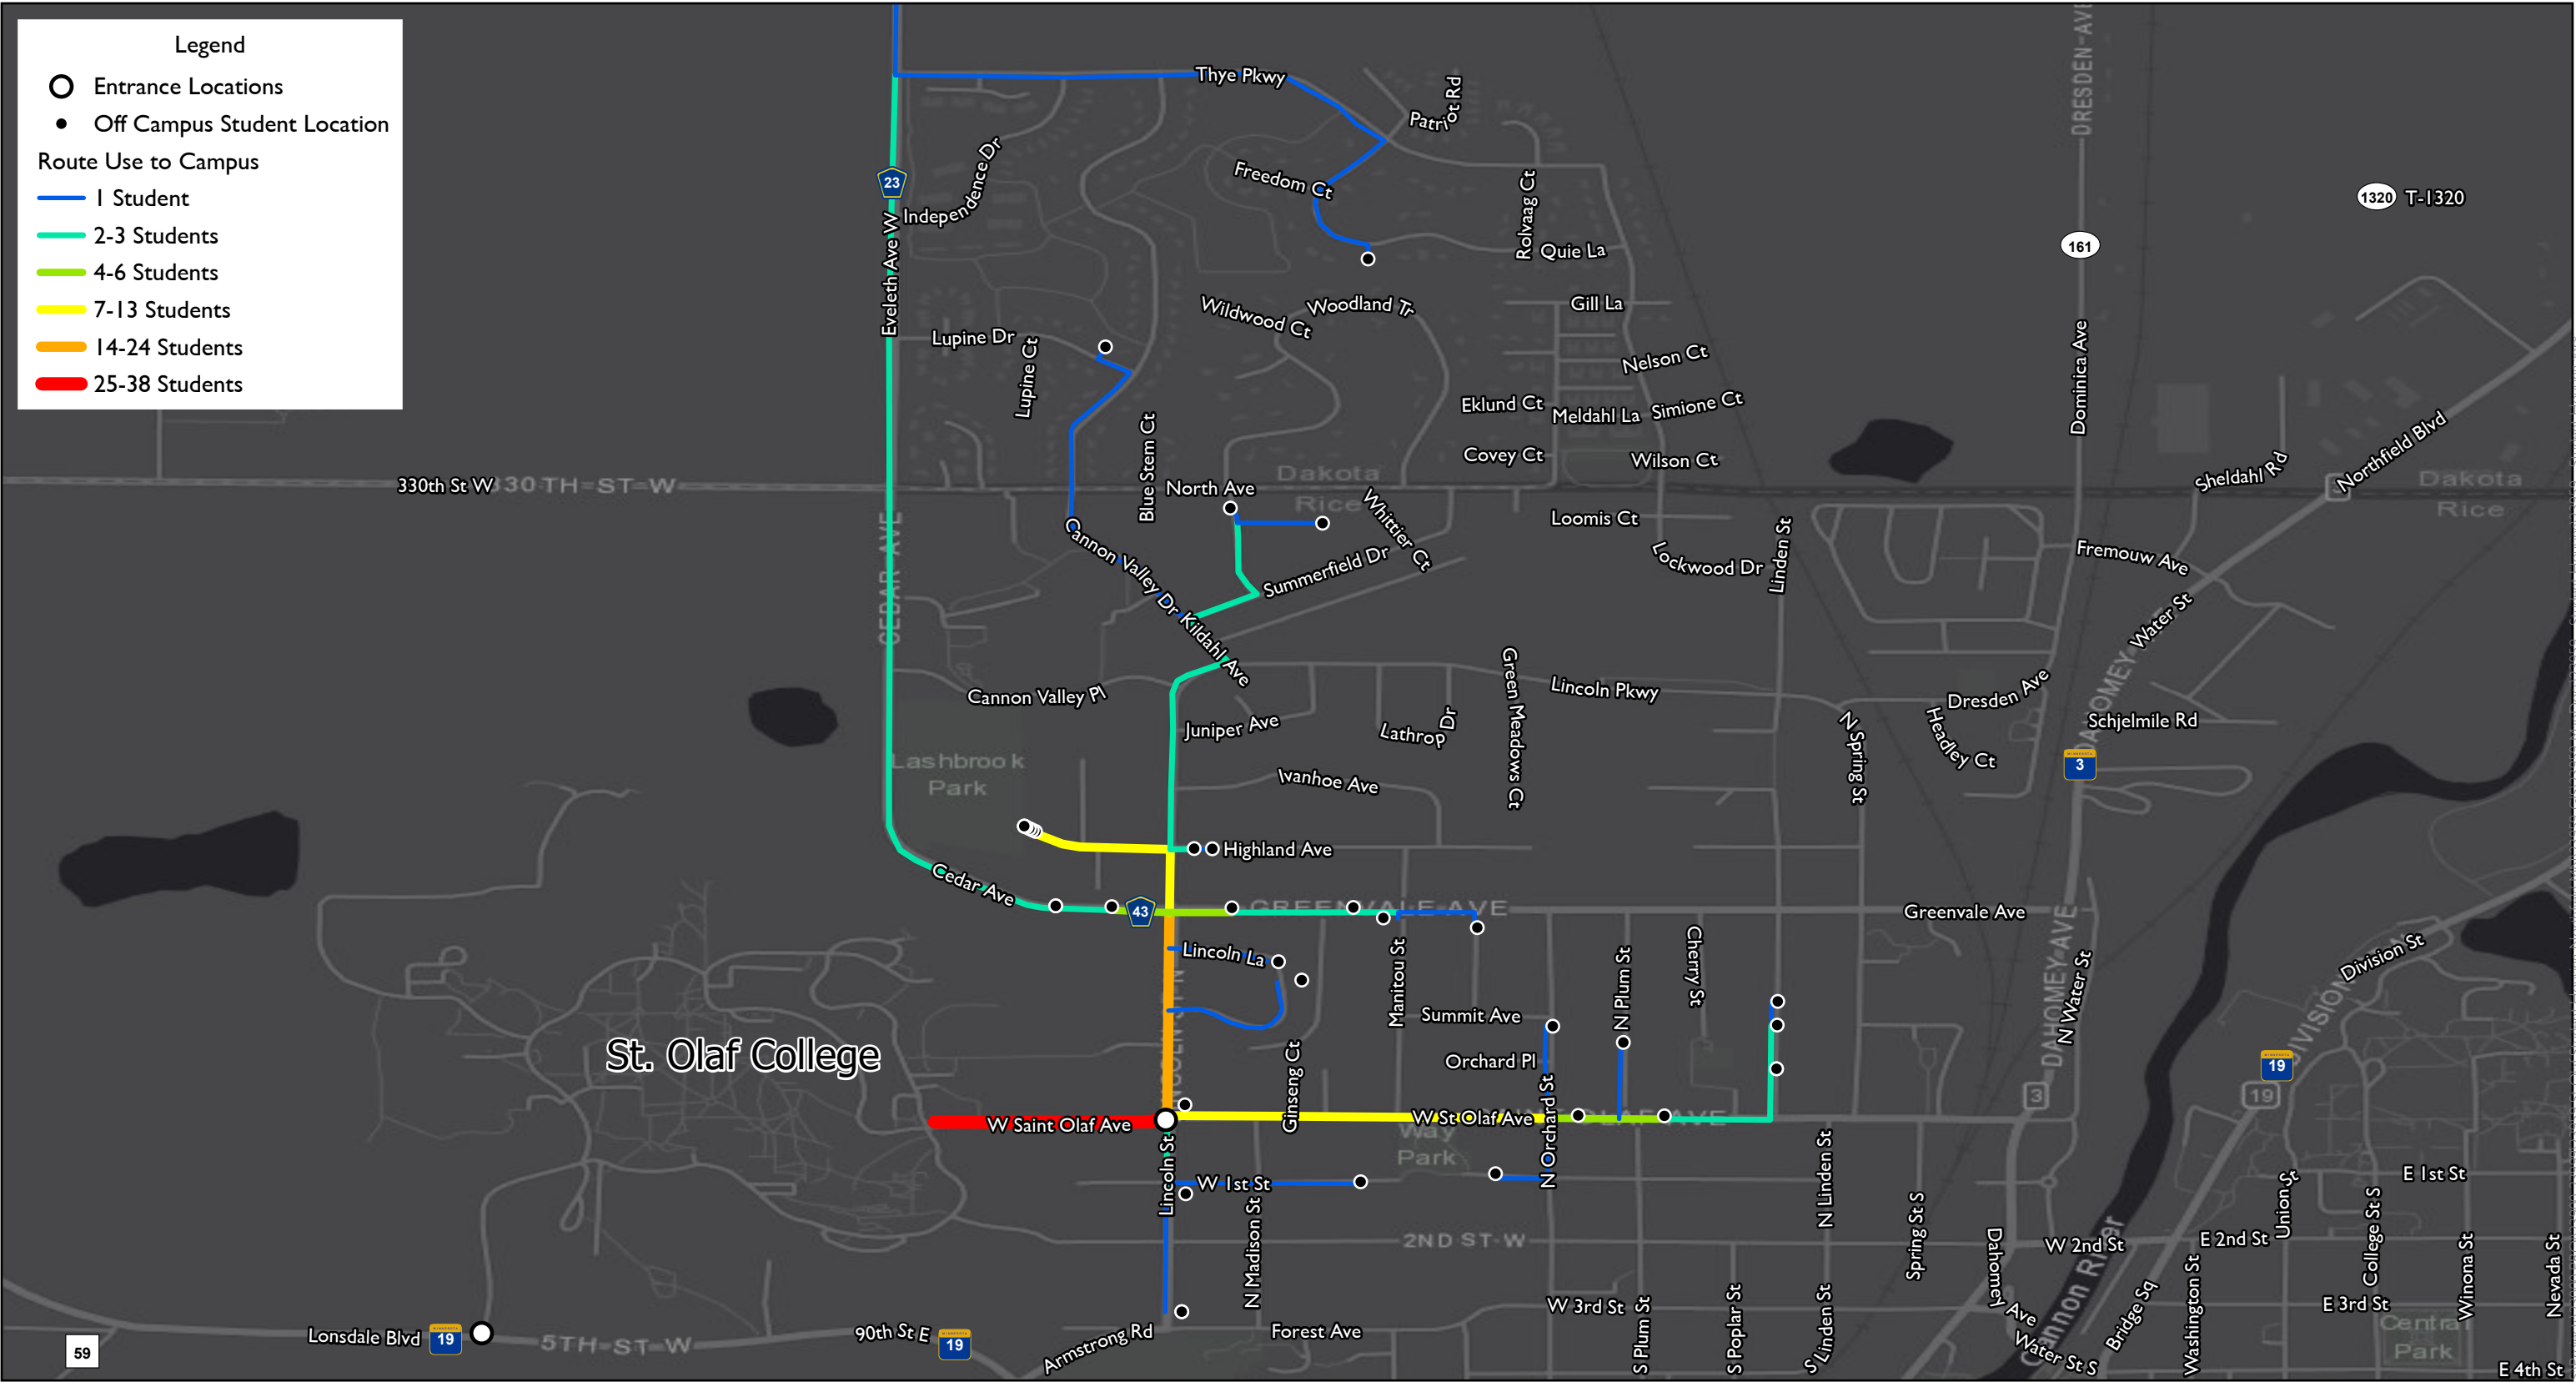 Legend
Entrance Locations
Off Campus Student Location
Route Use to Campus
1 Student
2-3 Students
4-6 Students
7-13 Students
14-24 Students
25-38 Students
DRESDEN-AVE
Thye Pkwy
Patriot Rd
Independence Dr
Freedom Ct
23
Eveleth Ave W
Rolvaag Ct
Quie La
1320
T-1320
161
Wildwood Ct
Woodland Tr
Gill La
Lupine Dr
Lupine Ct
Nelson Ct
Dominica Ave
Eklund Ct
Meldahl La
Simione Ct
Blue Stem Ct
Covey Ct
Wilson Ct
Northfield Blvd
Sheldahl Rd
330th St W
330-TH-ST-W
North Ave
Dakota
Rice
Dakota
Rice
3
Whittier Ct
Loomis Ct
Lockwood Dr
Linden St
Fremouw Ave
CEDAR AVE
Cannon Valley Dr
Summerfield Dr
Kildahl Ave
Water St
Cannon Valley Pl
Green Meadows Ct
Lincoln Pkwy
Dresden Ave
DAHOMEY
Juniper Ave
Lathrop Dr
N Spring St
Headley Ct
Schjelmile Rd
3
Lashbrook
Park
Ivanhoe Ave
Highland Ave
Cedar Ave
43
GREENVALE-AVE
Greenvale Ave
Lincoln La
Manitou St
N Plum St
Cherry St
DAHOMEY-AVE
N Water St
Division St
DIVISION
Summit Ave
Orchard Pl
St. Olaf College
Ginseng Ct
19
19
3
W Saint Olaf Ave
W St Olaf Ave
OLAF-AVE
Way
Park
N Orchard St
Lincoln St
W 1st St
N Madison St
N Linden St
Spring St S
E 1st St
Union St
College St S
2ND ST-W
Dahomey Ave
W 2nd St
E 2nd St
Winona St
Nevada St
W 3rd St
S Plum St
S Poplar St
S Linden St
Cannon River
Bridge Sq
Washington St
E 3rd St
Central
Park
59
Lonsdale Blvd
19
5TH-ST-W
90th St E
19
Armstrong Rd
Forest Ave
Water St S
E 4th St